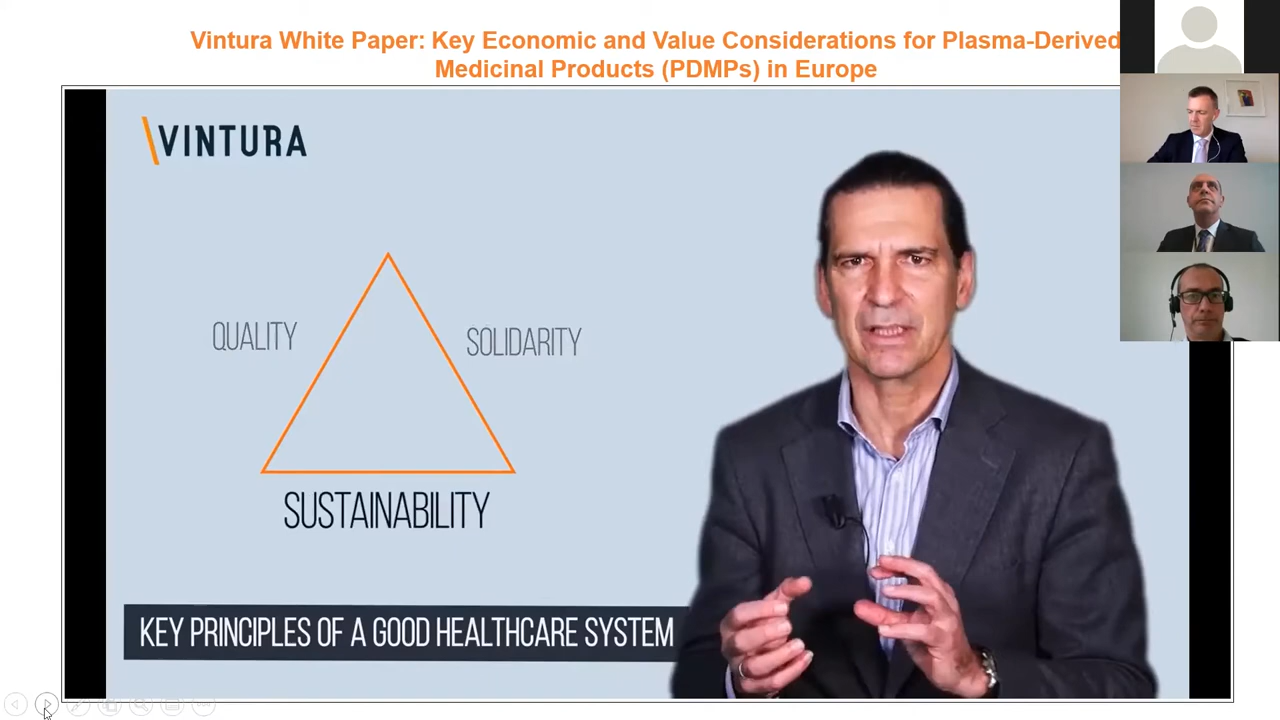 Vintura White Paper: Key Economic and Value Considerations for Plasma-Derived
Medicinal Products (PDMPs) in Europe
VINTURA
QUALITY
SOLIDARITY
SUSTAINABILITY
KEY PRINCIPLES OF A GOOD HEALTHCARE SYSTEM